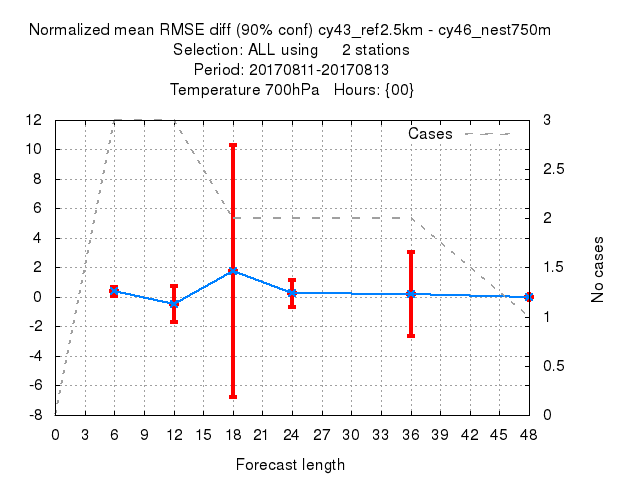 Normalized mean RMSE diff (90% conf) cy43_ref2.5km - cy46_nest750m
Selection: ALL using 2 stations
Period: 20170811-20170813
Temperature 700hPa Hours: {00}
Cases
12
10
8
6
4
2
0
-2
-4
-6
-8
3
2.5
2
1.5
1
0.5
0
No cases
0 3 6 9 12 15 18 21 24 27 30 33 36 39 42 45 48
Forecast length